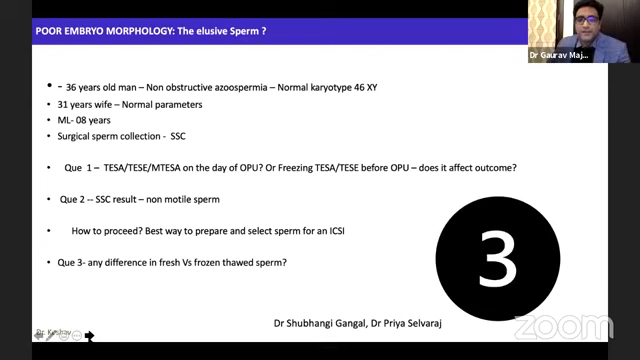 POOR EMBRYO MORPHOLOGY: The elusive Sperm ?
Dr Gaurav Maj...
• - 36 years old man – Non obstructive azoospermia – Normal karyotype 46 XY
• 31 years wife – Normal parameters
• ML- 08 years
• Surgical sperm collection - SSC
• Que 1 – TESA/TESE/MTESA on the day of OPU? Or Freezing TESA/TESE before OPU – does it affect outcome?
• Que 2 -- SSC result – non motile sperm
• How to proceed? Best way to prepare and select sperm for an ICSI
• Que 3- any difference in fresh Vs frozen thawed sperm?
3
Dr Shubhangi Gangal, Dr Priya Selvaraj
zoom